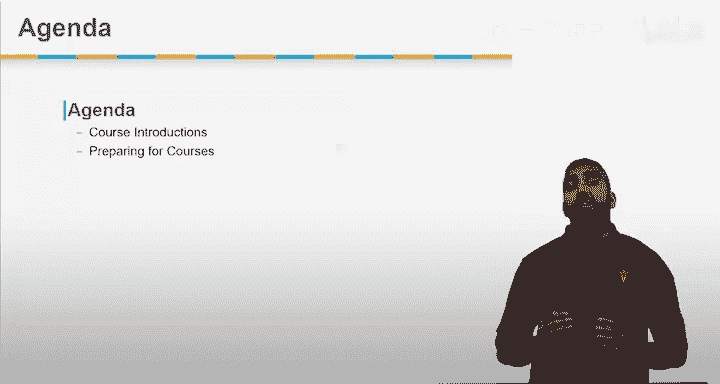 Agenda
Agenda
– Course Introductions
– Preparing for Courses